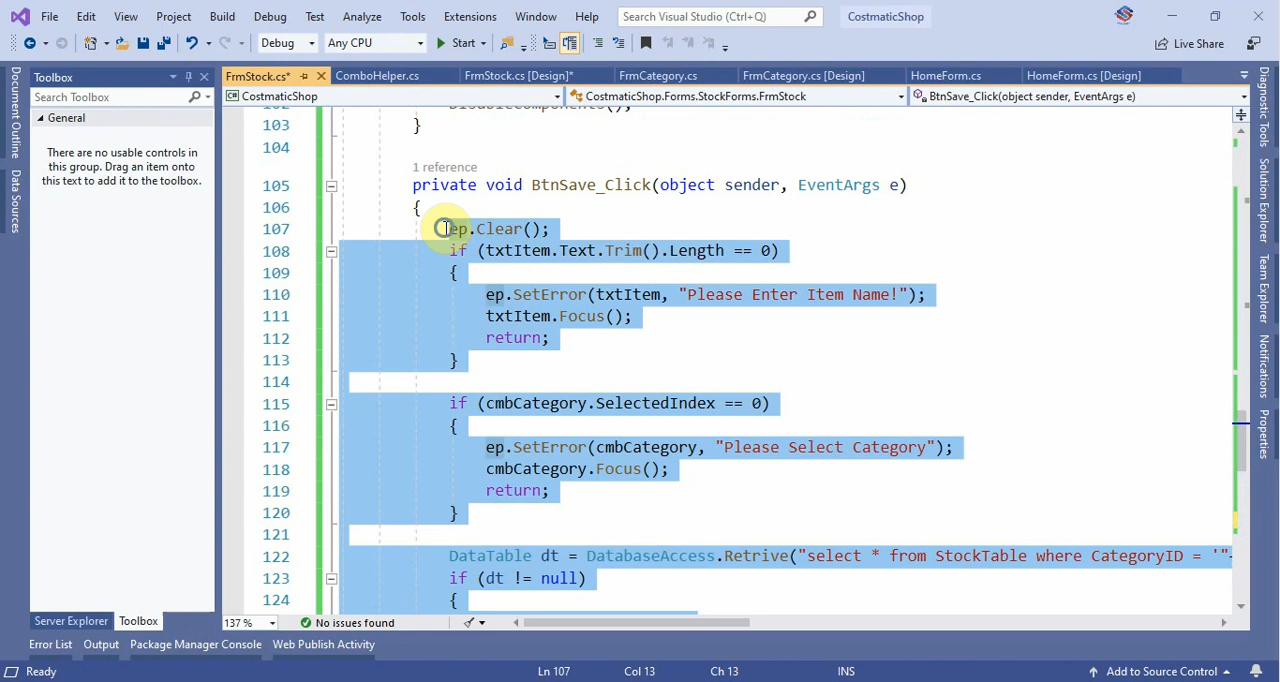 File Edit View Project Build Debug Test Analyze Tools Extensions Window Help Search Visual Studio (Ctrl+Q) CostmaticShop
Debug Any CPU Start Live Share
Toolbox
Search Toolbox
General
There are no usable controls in
this group. Drag an item onto
this text to add it to the toolbox.
Document Outline
Data Sources
FrmStock.cs* ComboHelper.cs FrmStock.cs [Design]* FrmCategory.cs FrmCategory.cs [Design] HomeForm.cs HomeForm.cs [Design]
CostmaticShop CostmaticShop.Forms.StockForms.FrmStock BtnSave_Click(object sender, EventArgs e)
102 DisableComponents();
103 }
104
1 reference
105 private void BtnSave_Click(object sender, EventArgs e)
106 {
107 ep.Clear();
108 if (txtItem.Text.Trim().Length == 0)
109 {
110 ep.SetError(txtItem, "Please Enter Item Name!");
111 txtItem.Focus();
112 return;
113 }
114
115 if (cmbCategory.SelectedIndex == 0)
116 {
117 ep.SetError(cmbCategory, "Please Select Category");
118 cmbCategory.Focus();
119 return;
120 }
121
122 DataTable dt = DatabaseAccess.Retrive("select * from StockTable where CategoryID = '"+
123 if (dt != null)
124 {
137 % No issues found
Diagnostic Tools
Team Explorer
Notifications
Properties
Server Explorer Toolbox
Error List Output Package Manager Console Web Publish Activity
Ready Ln 107 Col 13 Ch 13 INS Add to Source Control